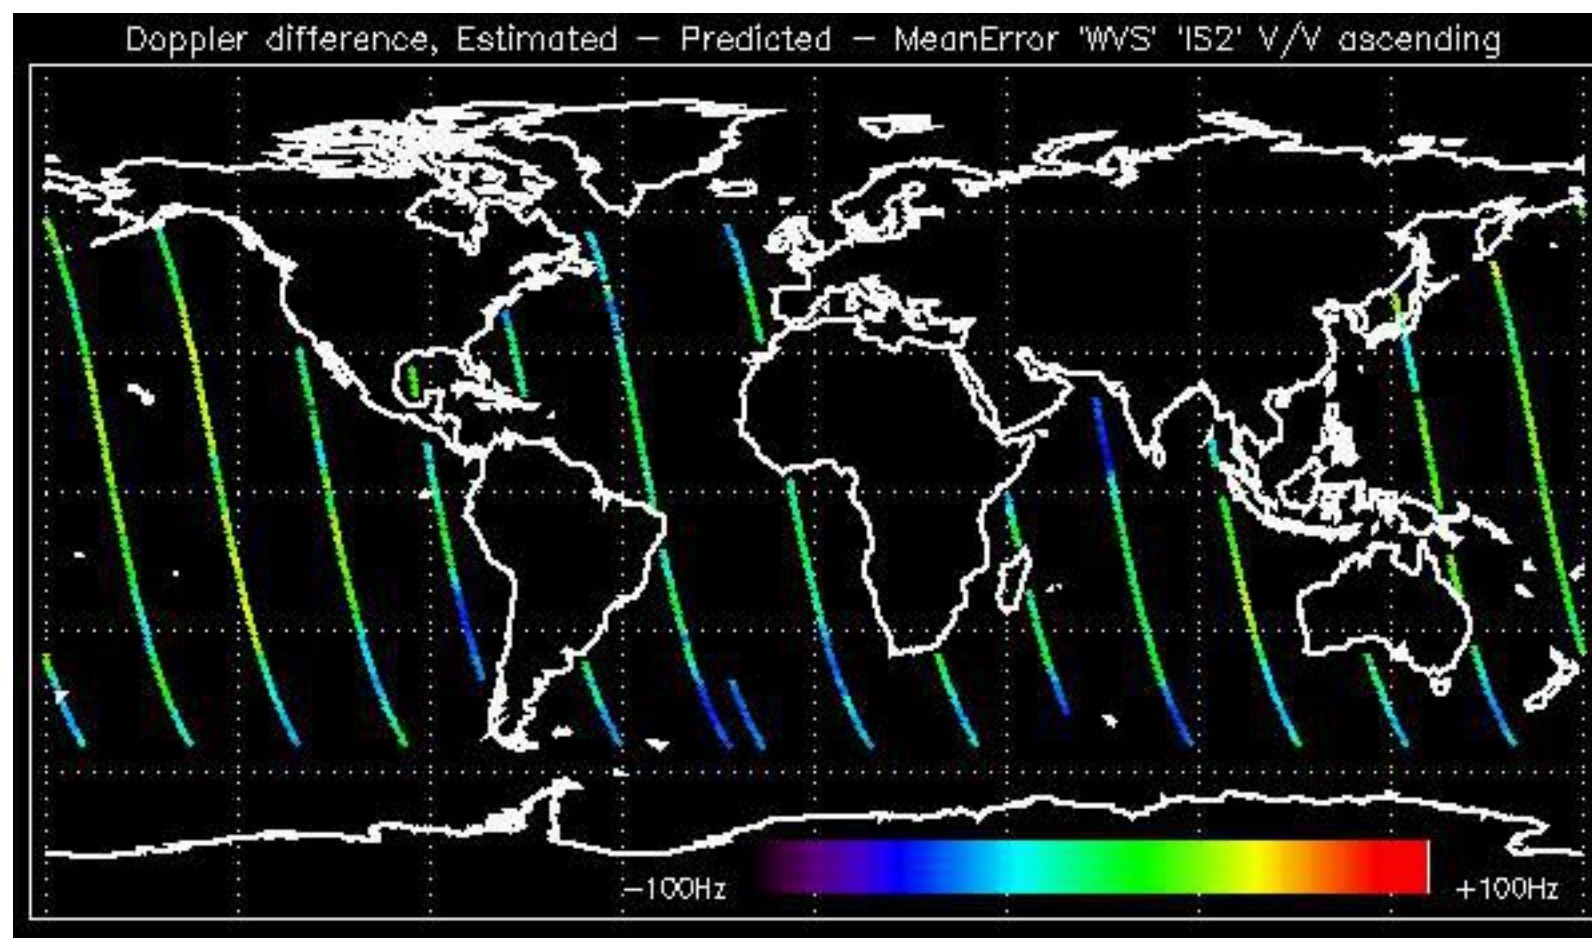 Doppler difference, Estimated — Predicted — MeanError 'WVS' 'IS2' V/V ascending
−100Hz
+100Hz